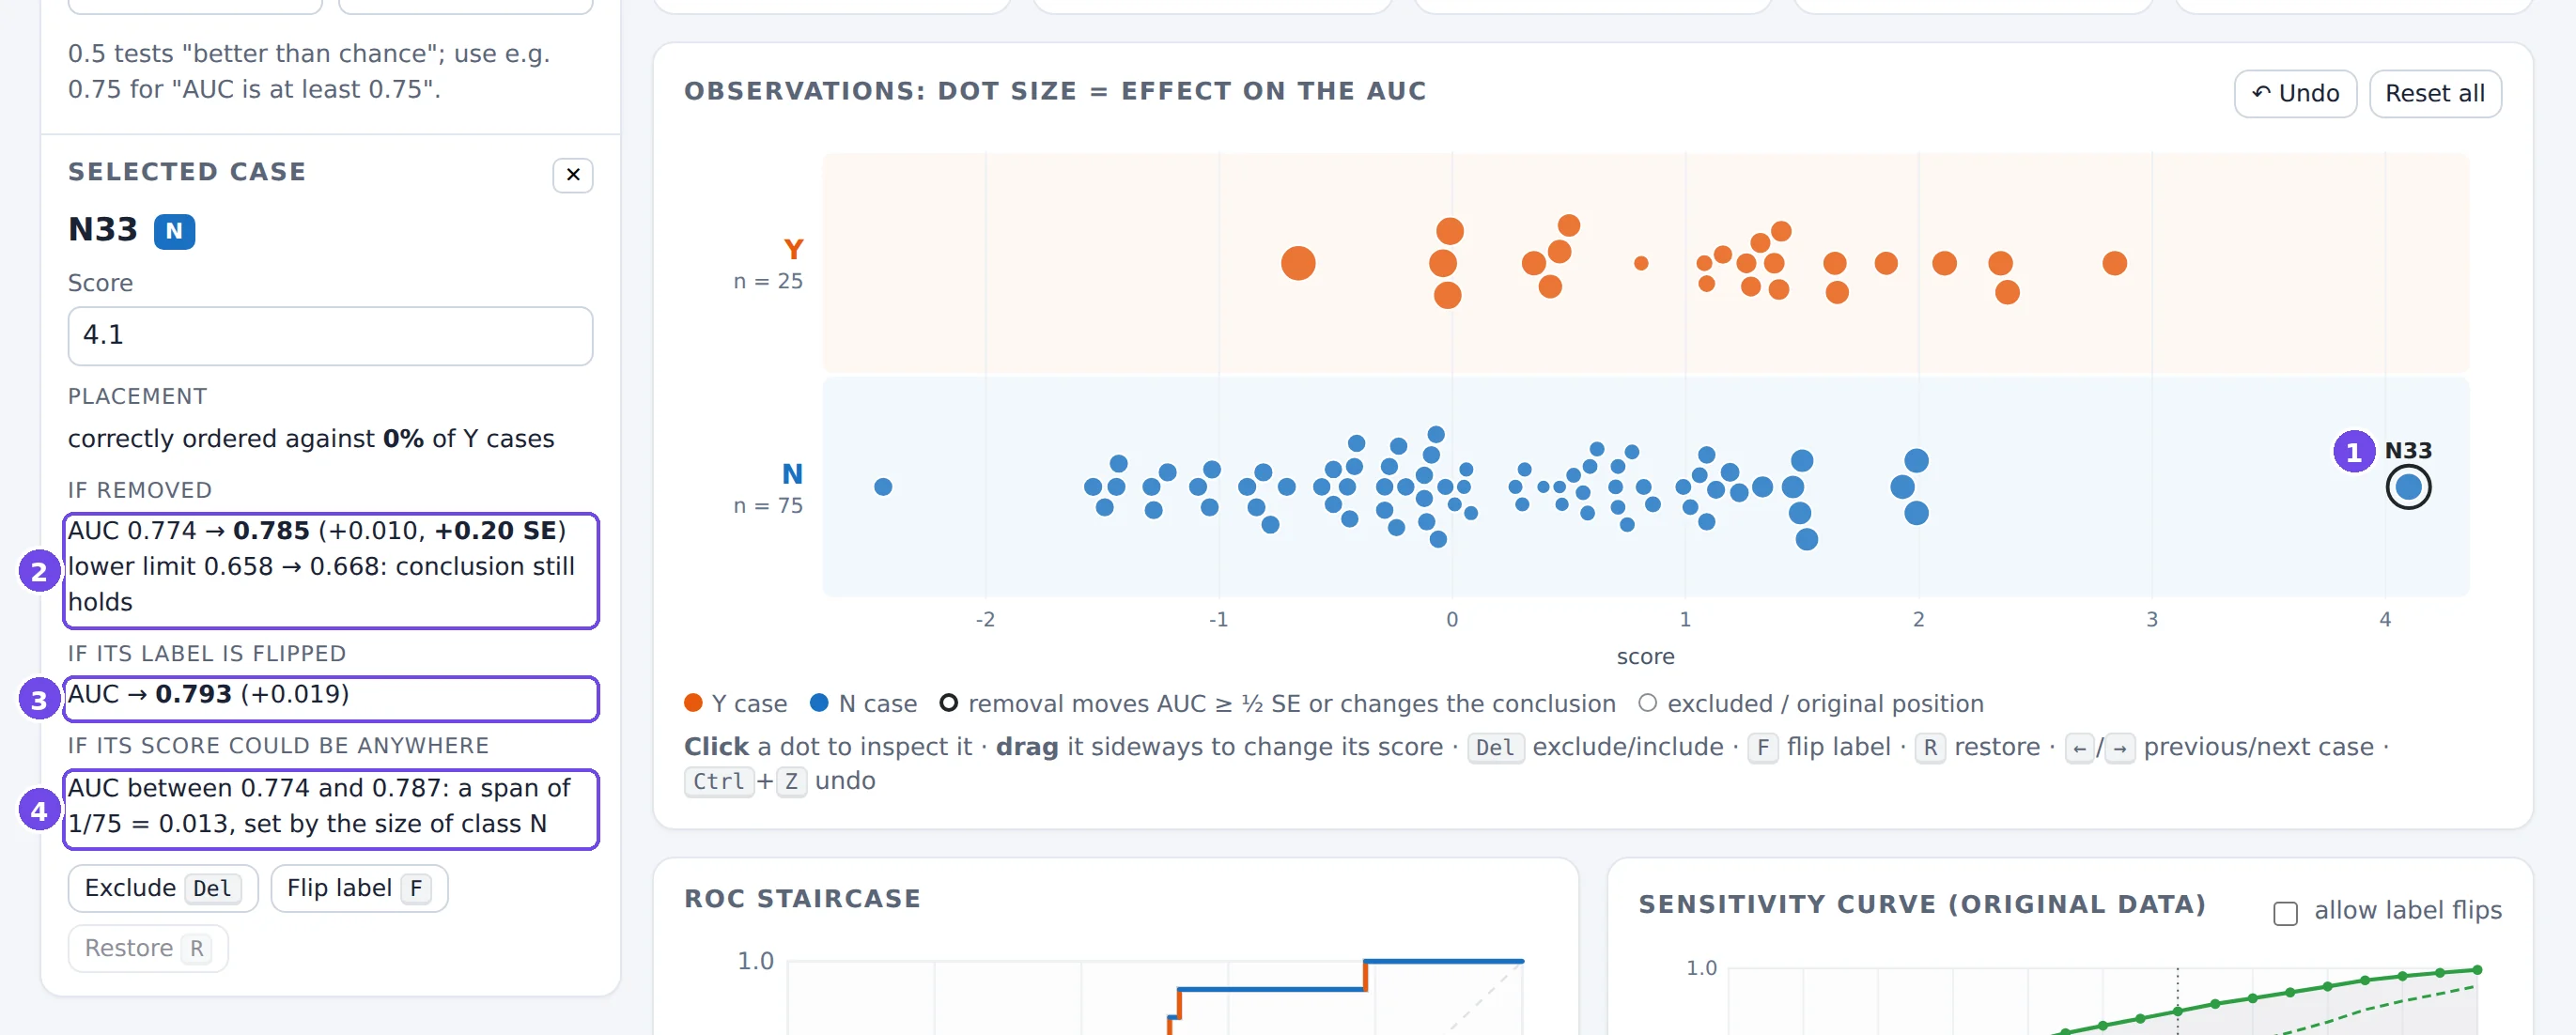 0.5 tests "better than chance"; use e.g.
0.75 for "AUC is at least 0.75".
SELECTED CASE
✕
N33 N
Score
4.1
PLACEMENT
correctly ordered against 0% of Y cases
IF REMOVED
2
AUC 0.774 → 0.785 (+0.010, +0.20 SE)
lower limit 0.658 → 0.668: conclusion still
holds
IF ITS LABEL IS FLIPPED
3
AUC → 0.793 (+0.019)
IF ITS SCORE COULD BE ANYWHERE
4
AUC between 0.774 and 0.787: a span of
1/75 = 0.013, set by the size of class N
Exclude Del Flip label F
Restore R
OBSERVATIONS: DOT SIZE = EFFECT ON THE AUC
↶ Undo Reset all
Y
n = 25
N
n = 75
1 N33
-2 -1 0 1 2 3 4
score
Y case N case removal moves AUC ≥ ½ SE or changes the conclusion excluded / original position
Click a dot to inspect it · drag it sideways to change its score · Del exclude/include · F flip label · R restore · ←/→ previous/next case ·
Ctrl+Z undo
ROC STAIRCASE
1.0
SENSITIVITY CURVE (ORIGINAL DATA)
allow label flips
1.0